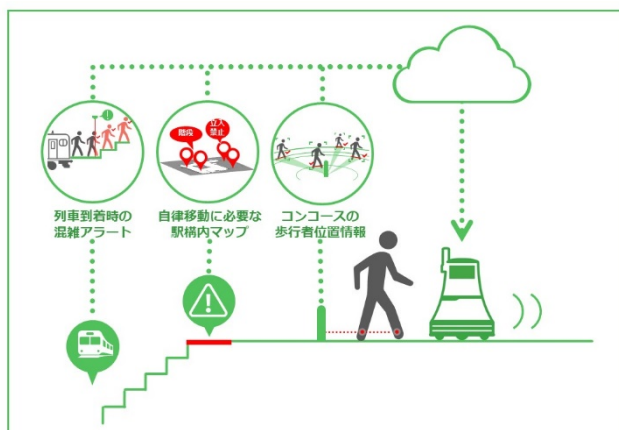 階段
立入
禁止
列車到着時の
混雑アラート
自律移動に必要な
駅構内マップ
コンコースの
歩行者位置情報